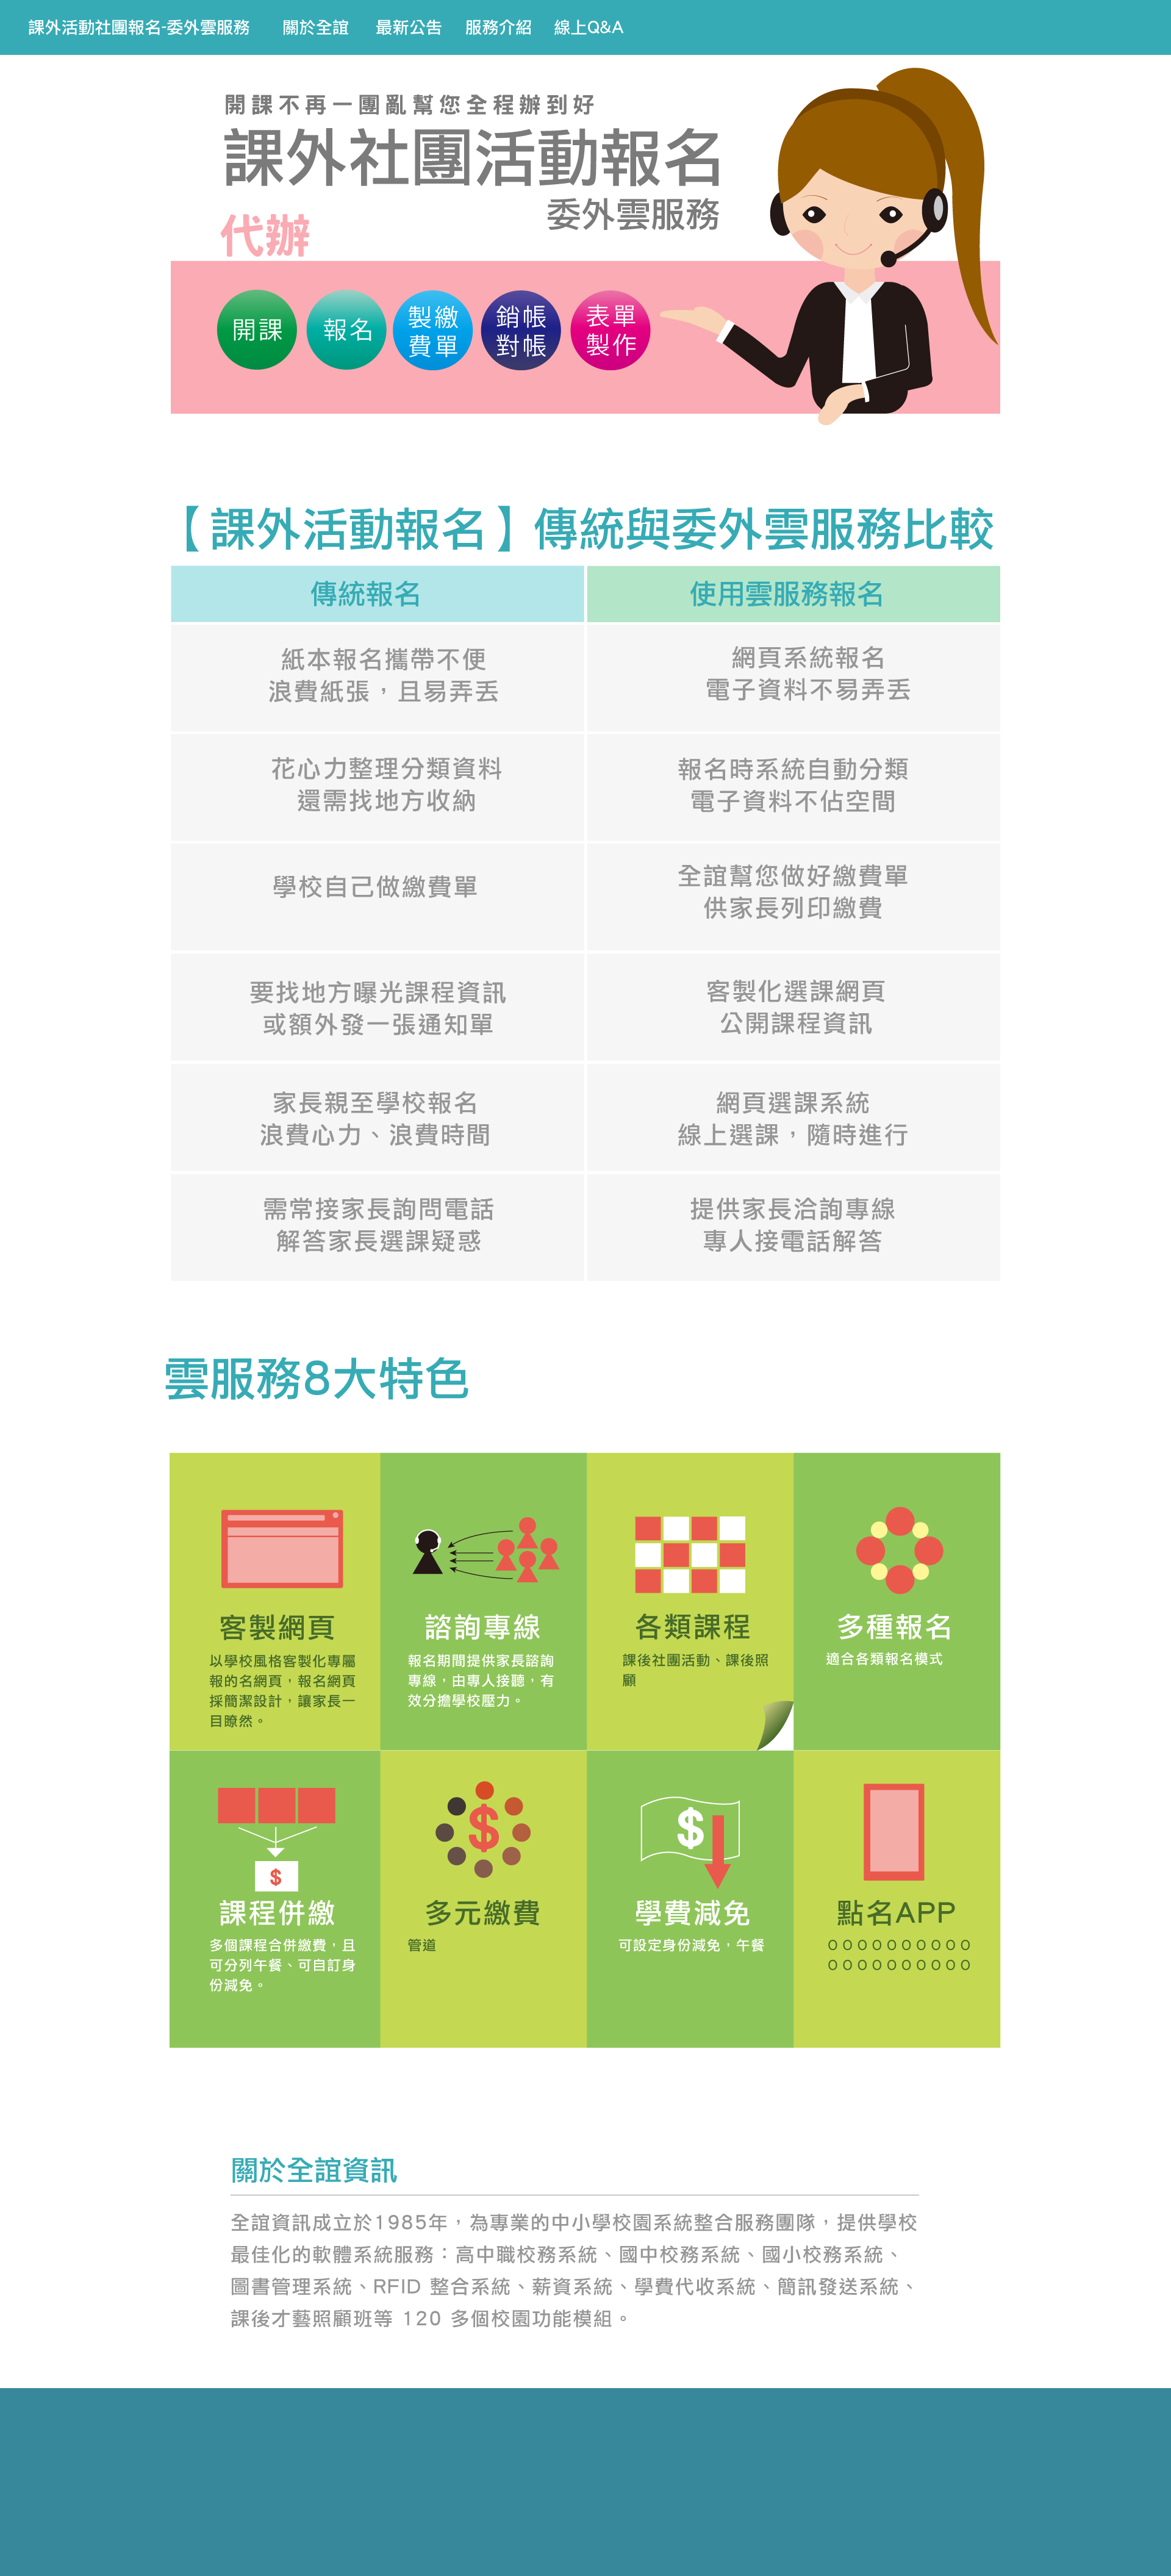 課外活動社團報名-委外雲服務 關於全誼 最新公告 服務介紹 線上Q&A
開課不再一團亂幫您全程辦到好
課外社團活動報名
委外雲服務
代辦
開課
報名
製繳
費單
銷帳
對帳
表單
製作
【課外活動報名】傳統與委外雲服務比較
傳統報名
使用雲服務報名
紙本報名攜帶不便
浪費紙張，且易弄丟
網頁系統報名
電子資料不易弄丟
花心力整理分類資料
還需找地方收納
報名時系統自動分類
電子資料不佔空間
學校自己做繳費單
全誼幫您做好繳費單
供家長列印繳費
要找地方曝光課程資訊
或額外發一張通知單
客製化選課網頁
公開課程資訊
家長親至學校報名
浪費心力、浪費時間
網頁選課系統
線上選課，隨時進行
需常接家長詢問電話
解答家長選課疑惑
提供家長洽詢專線
專人接電話解答
雲服務8大特色
客製網頁
以學校風格客製化專屬
報的名網頁，報名網頁
採簡潔設計，讓家長一
目瞭然。
諮詢專線
報名期間提供家長諮詢
專線，由專人接聽，有
效分擔學校壓力。
各類課程
課後社團活動、課後照
顧
多種報名
適合各類報名模式
$
課程併繳
多個課程合併繳費，且
可分列午餐、可自訂身
份減免。
$
多元繳費
管道
$
學費減免
可設定身份減免，午餐
點名APP
ＯＯＯＯＯＯＯＯＯＯ
ＯＯＯＯＯＯＯＯＯＯ
關於全誼資訊
全誼資訊成立於1985年，為專業的中小學校園系統整合服務團隊，提供學校
最佳化的軟體系統服務：高中職校務系統、國中校務系統、國小校務系統、
圖書管理系統、RFID 整合系統、薪資系統、學費代收系統、簡訊發送系統、
課後才藝照顧班等 120 多個校園功能模組。